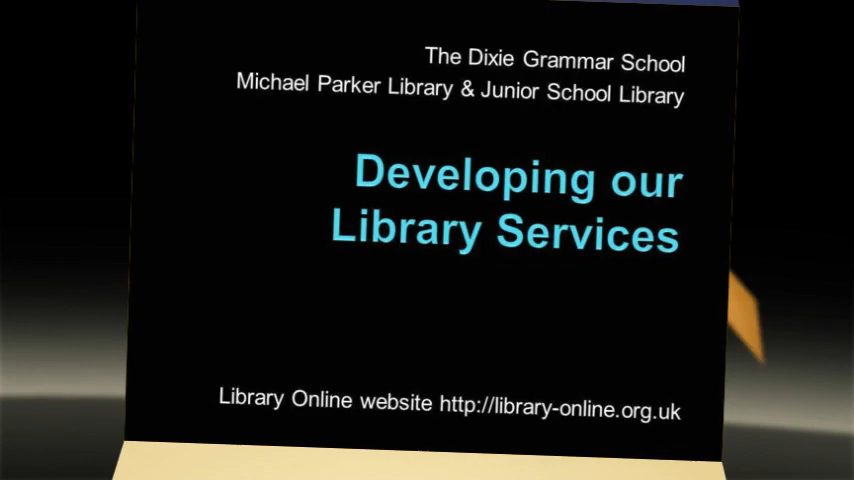 The Dixie Grammar School
Michael Parker Library & Junior School Library
Developing our
Library Services
Library Online website http://library-online.org.uk